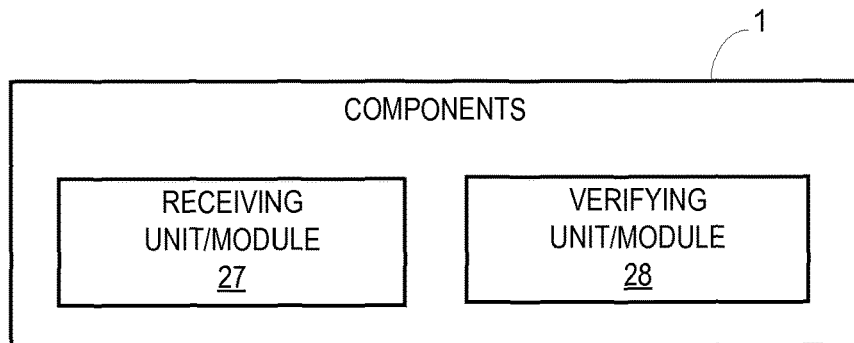 1
COMPONENTS
RECEIVING
UNIT/MODULE
27
VERIFYING
UNIT/MODULE
28